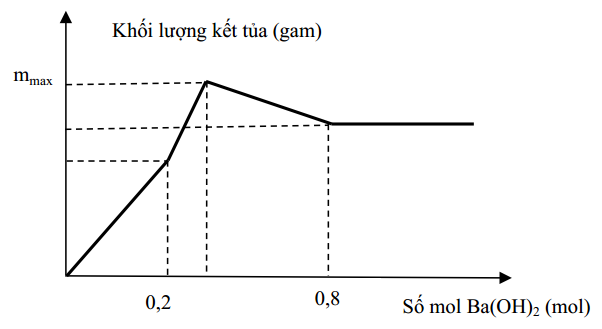 Khối lượng kết tủa (gam)
mmax
0,2
0,8
Số mol Ba(OH)2 (mol)